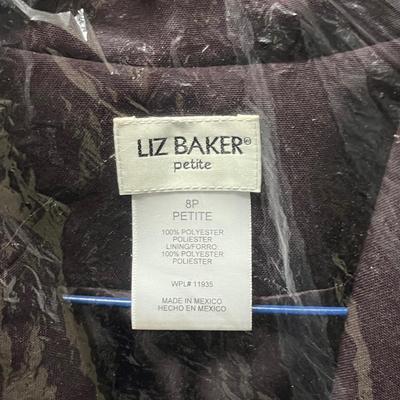 LIZ BAKER®
petite
8P
PETITE
100% POLYESTER
POLIESTER
LINING/FORRO:
100% POLYESTER
POLIESTER
WPL# 11935
MADE IN MEXICO
HECHO EN MEXICO